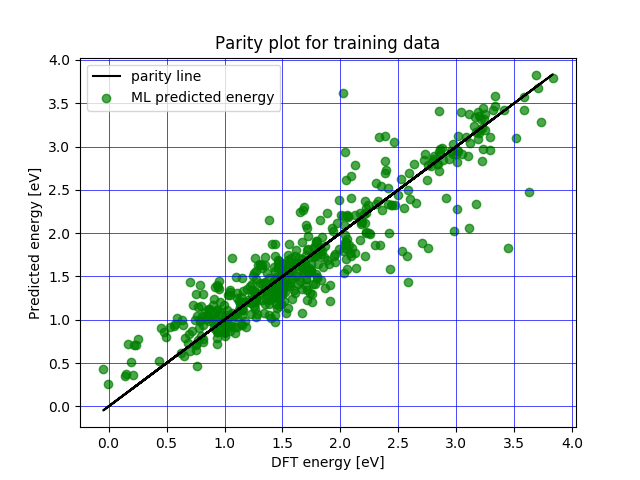 Parity plot for training data
parity line
ML predicted energy
4.0
3.5
3.0
2.5
2.0
1.5
1.0
0.5
0.0
Predicted energy [eV]
0.0 0.5 1.0 1.5 2.0 2.5 3.0 3.5 4.0
DFT energy [eV]